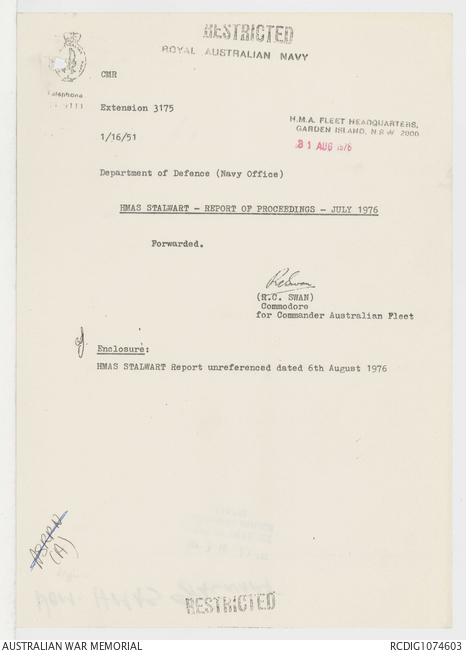 RESTRICTED
ROYAL AUSTRALIAN NAVY
CMR
Telephone
Extension 3175
H.M.A. FLEET HEADQUARTERS,
GARDEN ISLAND, N.S.W. 2000
1/16/51
31 AUG 1976
Department of Defence (Navy Office)
HMAS STALWART - REPORT OF PROCEEDINGS - JULY 1976
Forwarded.
RCSwan
(R.C. SWAN)
Commodore
for Commander Australian Fleet
Enclosure:
HMAS STALWART Report unreferenced dated 6th August 1976
(A)
RESTRICTED
AUSTRALIAN WAR MEMORIAL
RCDIG1074603